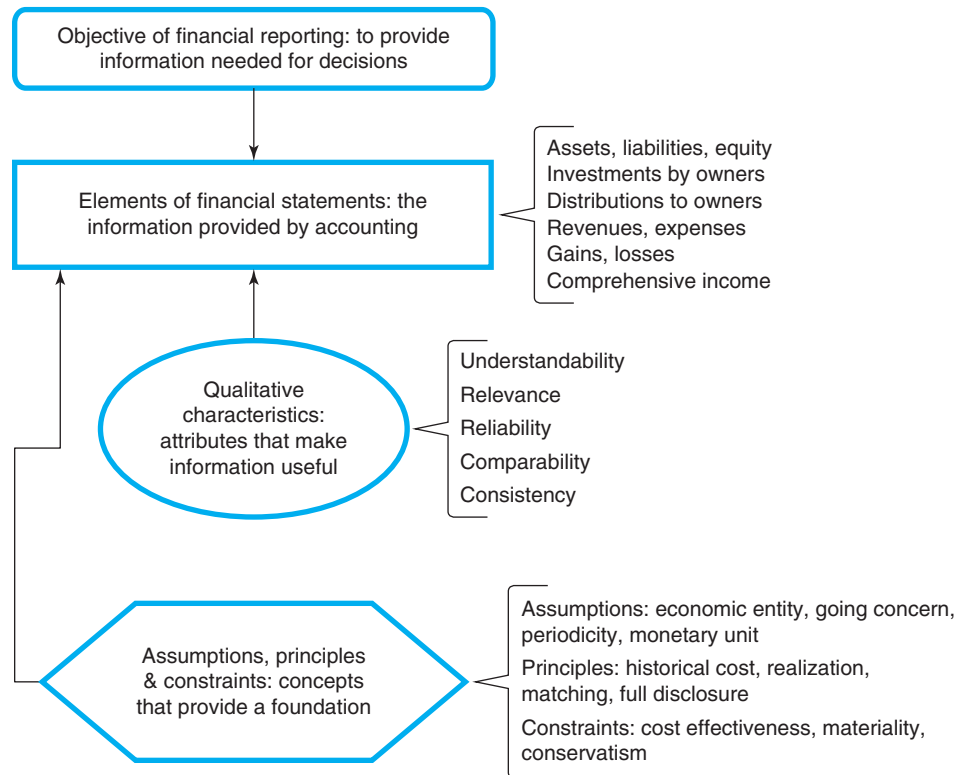 Objective of financial reporting: to provide
information needed for decisions
Elements of financial statements: the
information provided by accounting
Assets, liabilities, equity
Investments by owners
Distributions to owners
Revenues, expenses
Gains, losses
Comprehensive income
Qualitative
characteristics:
attributes that make
information useful
Understandability
Relevance
Reliability
Comparability
Consistency
Assumptions, principles
& constraints: concepts
that provide a foundation
Assumptions: economic entity, going concern,
periodicity, monetary unit
Principles: historical cost, realization,
matching, full disclosure
Constraints: cost effectiveness, materiality,
conservatism